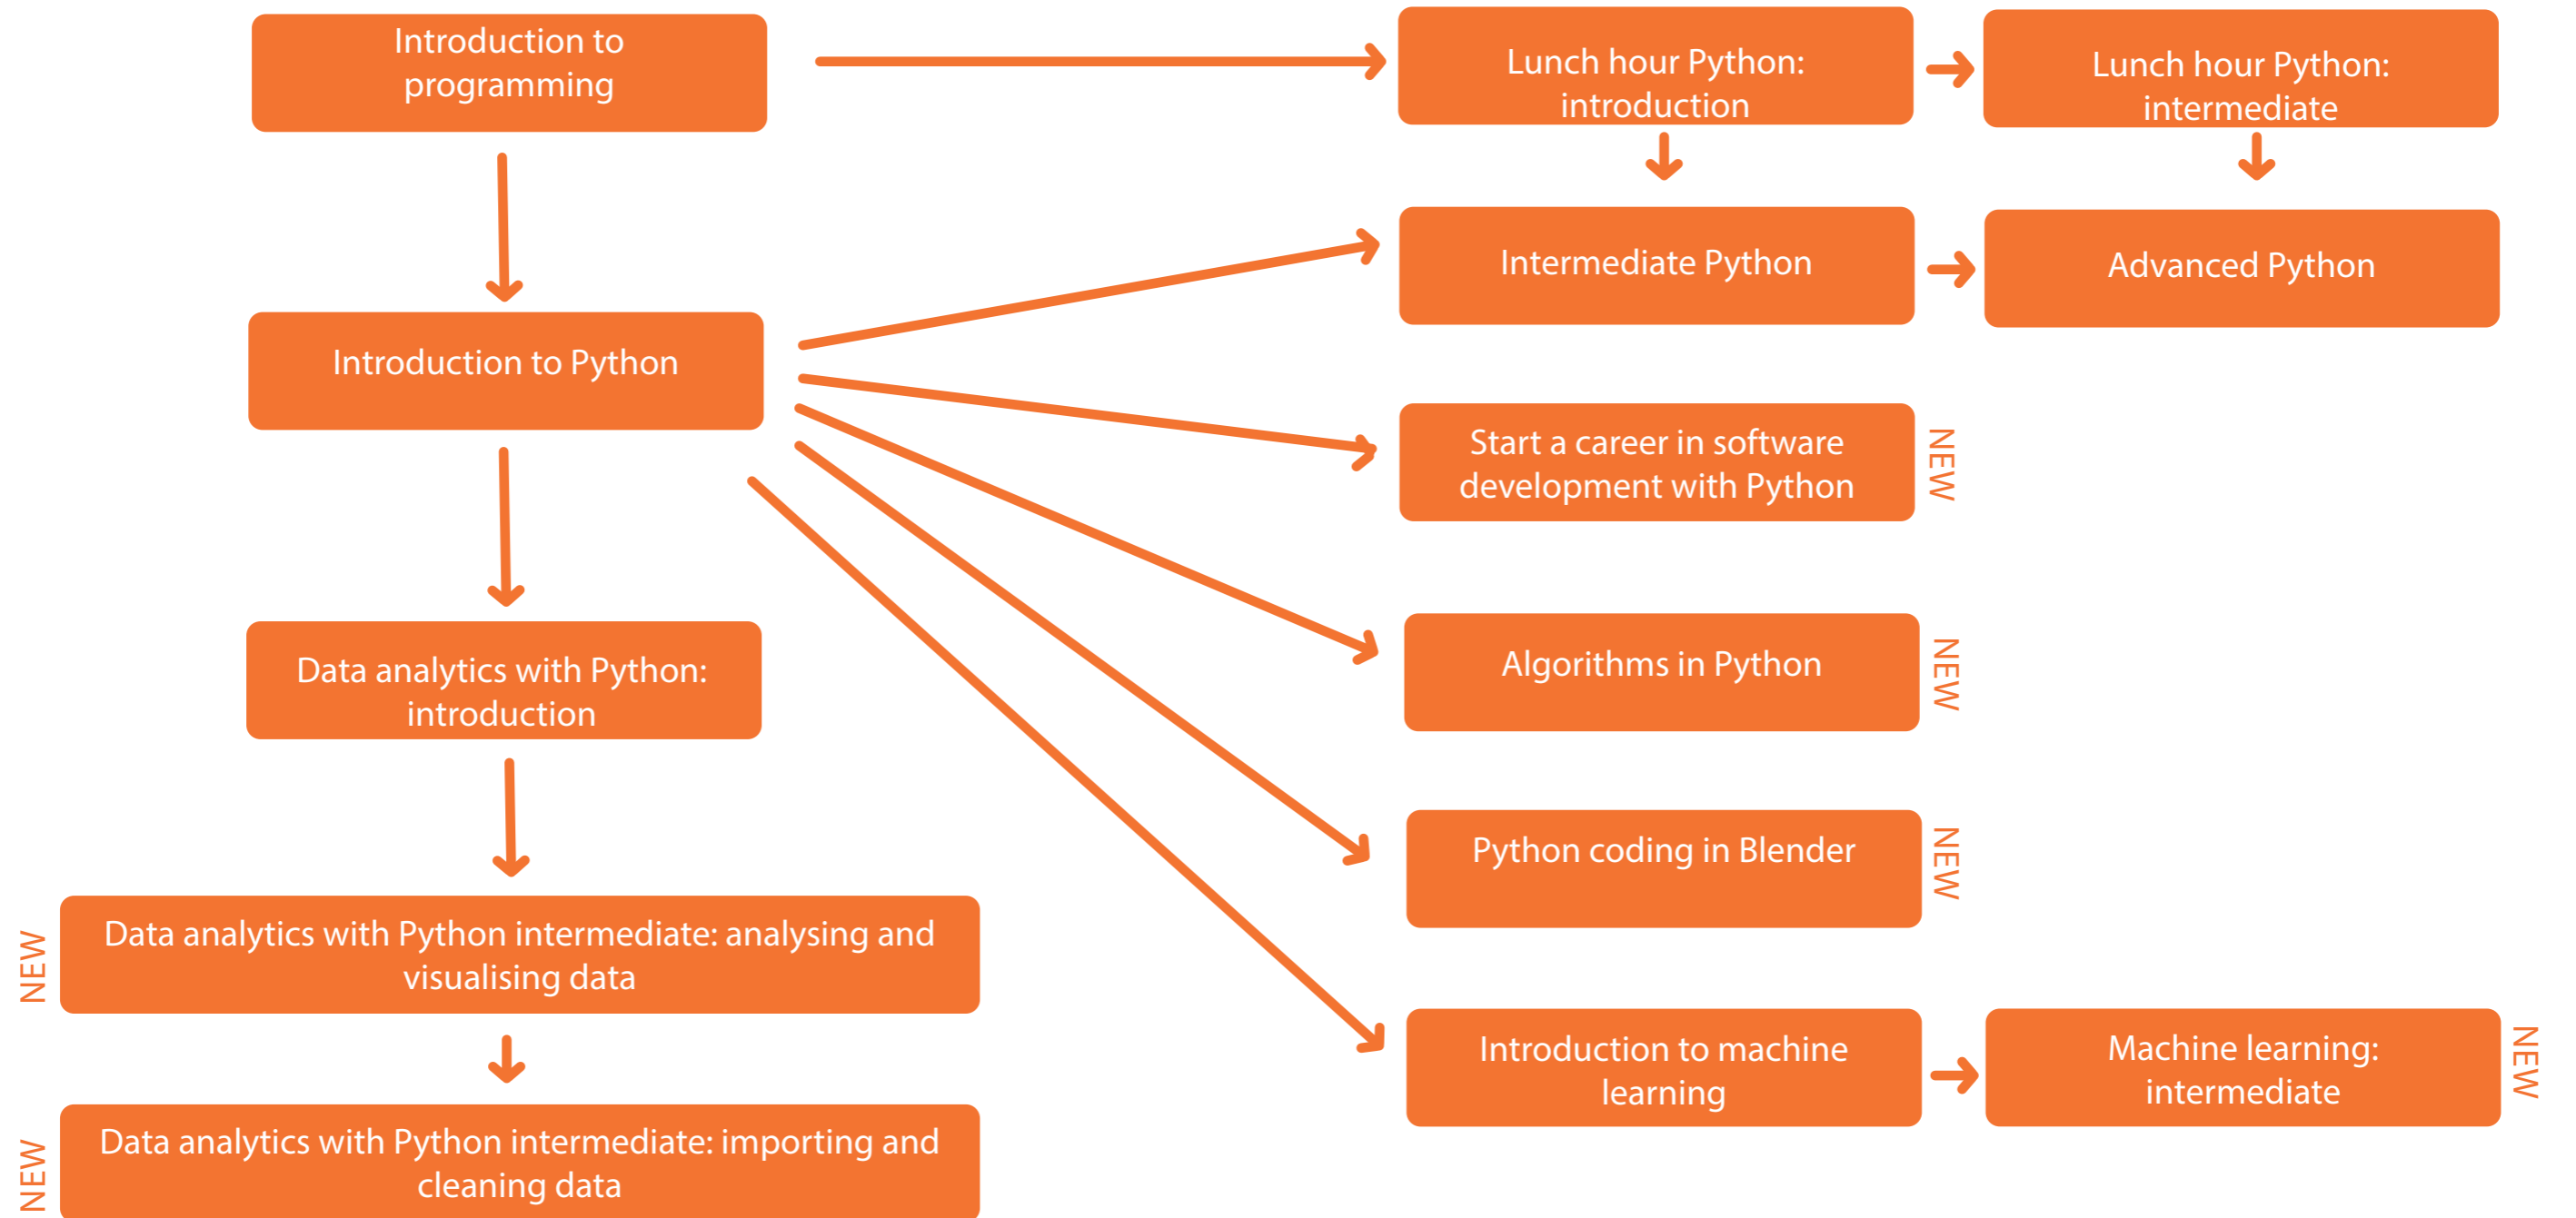 Introduction to
programming
Lunch hour Python:
introduction
Lunch hour Python:
intermediate
Intermediate Python
Advanced Python
Introduction to Python
Start a career in software
development with Python
NEW
Algorithms in Python
NEW
Data analytics with Python:
introduction
Python coding in Blender
NEW
NEW
Data analytics with Python intermediate: analysing and
visualising data
Introduction to machine
learning
Machine learning:
intermediate
NEW
NEW
Data analytics with Python intermediate: importing and
cleaning data